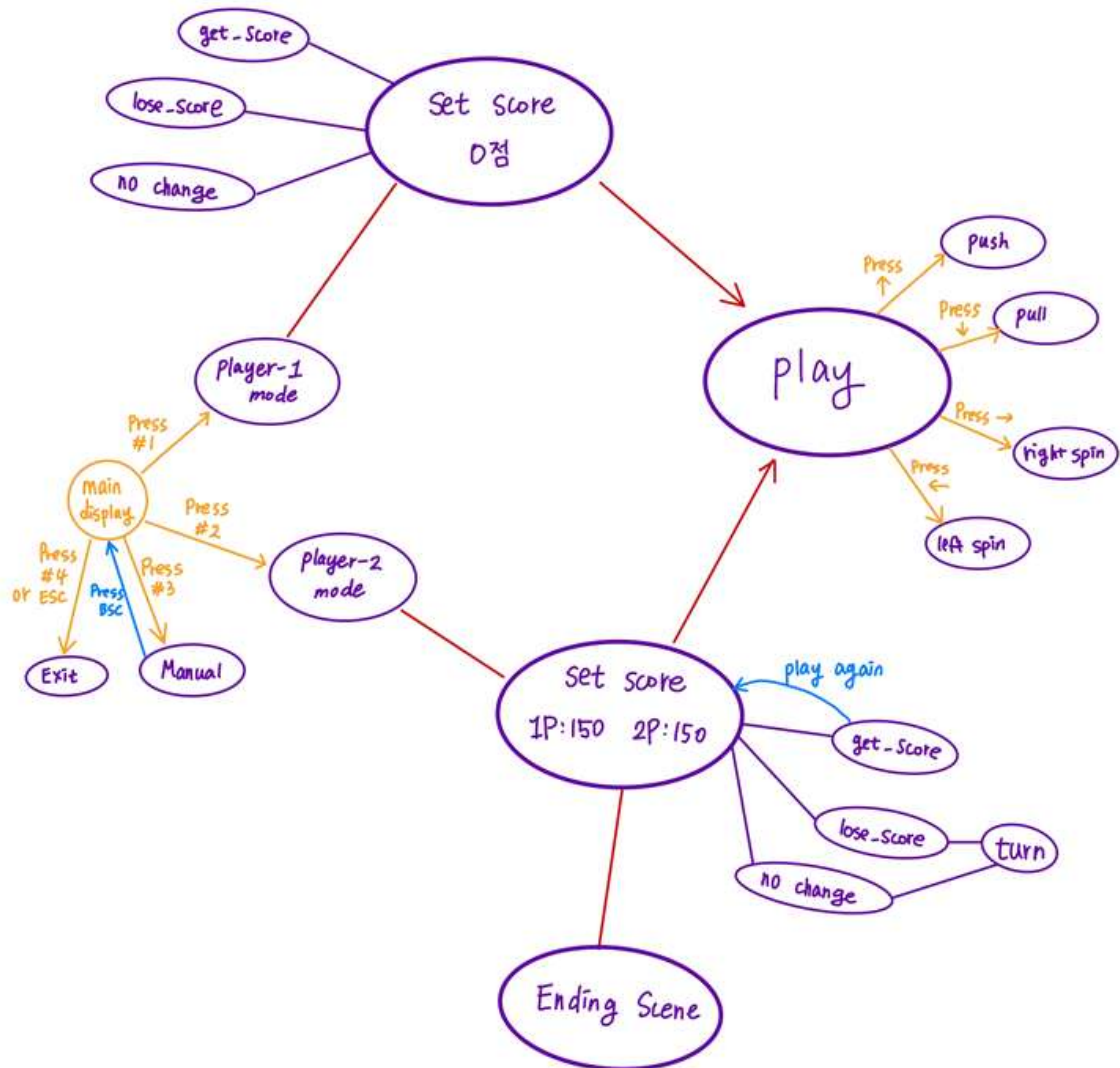 get_score
lose_score
no change
Set score
0점
push
Press
↑
pull
Press
↓
play
Press →
right spin
Press
←
left spin
player-1
mode
Press
#1
main
display
Press
#2
player-2
mode
Press
#4
or ESC
Press
BSC
Press
#3
Exit
Manual
set score
1P:150 2P:150
play again
get_score
lose_score
turn
no change
Ending Scene